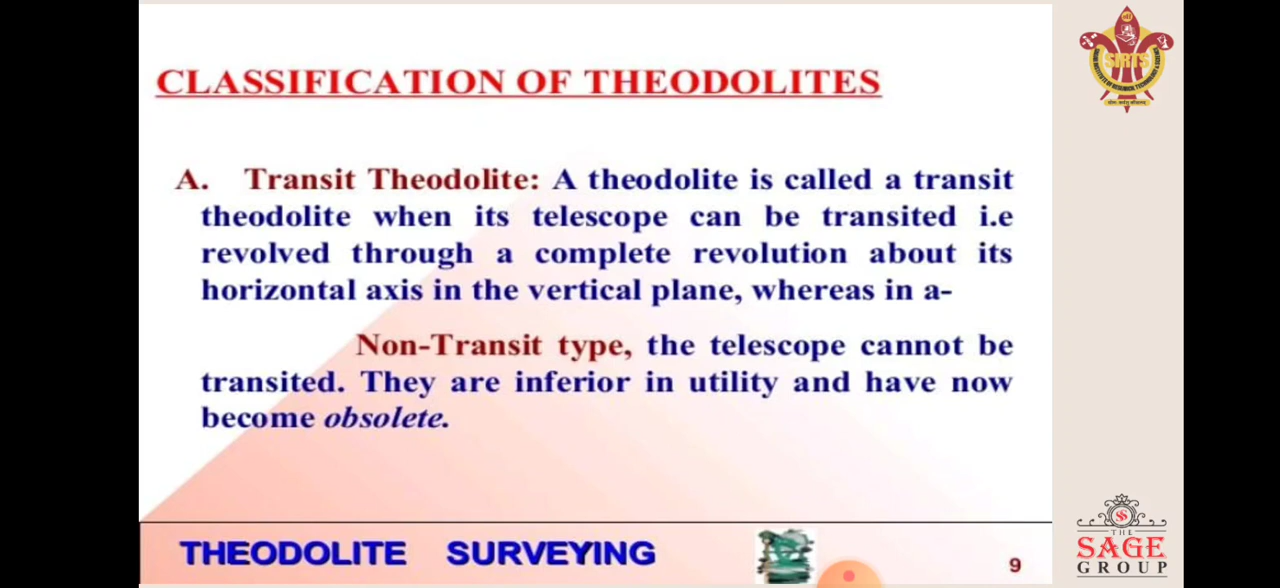 CLASSIFICATION OF THEODOLITES
A. Transit Theodolite: A theodolite is called a transit
theodolite when its telescope can be transited i.e
revolved through a complete revolution about its
horizontal axis in the vertical plane, whereas in a-
Non-Transit type, the telescope cannot be
transited. They are inferior in utility and have now
become obsolete.
THEODOLITE SURVEYING
9
SIRTS
THE
SAGE
GROUP